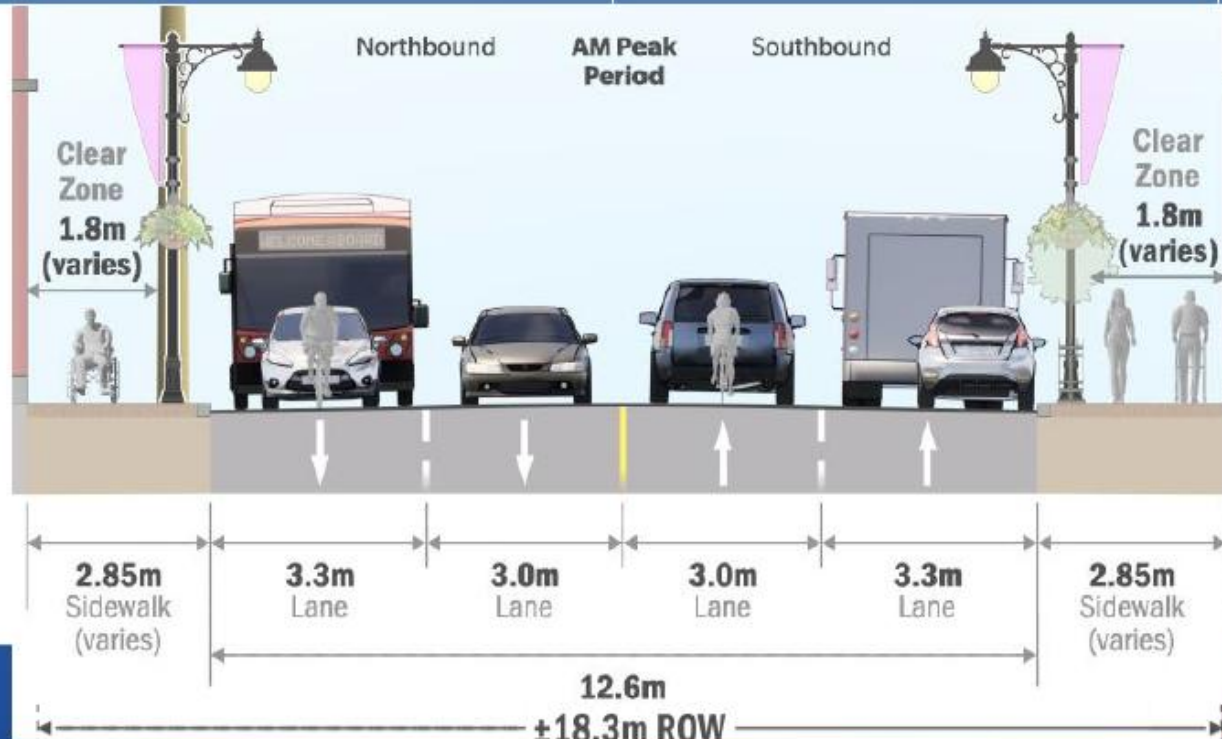 Northbound
AM Peak
Period
Southbound
Clear
Zone
1.8m
(varies)
Clear
Zone
1.8m
(varies)
WELCOME ABOARD
2.85m
Sidewalk
(varies)
3.3m
Lane
3.0m
Lane
3.0m
Lane
3.3m
Lane
2.85m
Sidewalk
(varies)
12.6m
±18.3m ROW